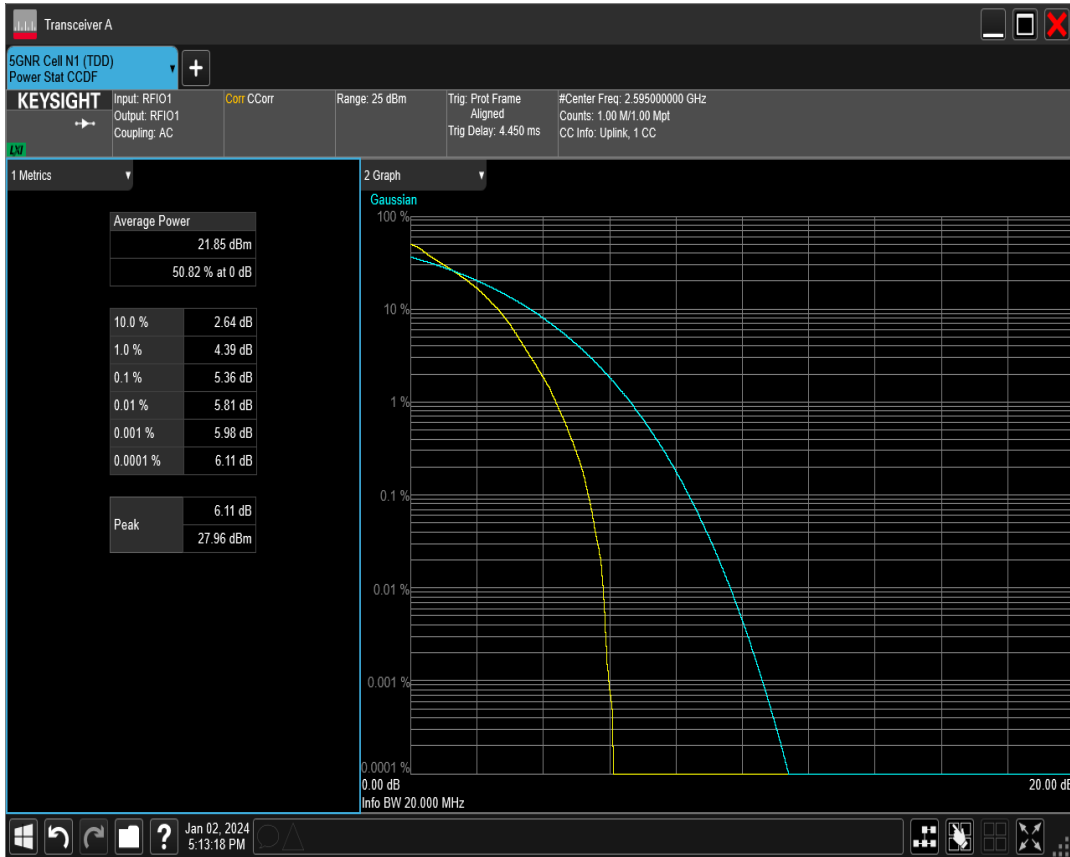 Transceiver A
5GNR Cell N1 (TDD)
Power Stat CCDF
KEYSIGHT
LXI
Input: RFIO1
Output: RFIO1
Coupling: AC
Corr CCorr
Range: 25 dBm
Trig: Prot Frame
Aligned
Trig Delay: 4.450 ms
#Center Freq: 2.595000000 GHz
Counts: 1.00 M/1.00 Mpt
CC Info: Uplink, 1 CC
1 Metrics
Average Power
21.85 dBm
50.82 % at 0 dB
10.0 % 2.64 dB
1.0 % 4.39 dB
0.1 % 5.36 dB
0.01 % 5.81 dB
0.001 % 5.98 dB
0.0001 % 6.11 dB
Peak 6.11 dB
27.96 dBm
2 Graph
Gaussian
100 %
10 %
1 %
0.1 %
0.01 %
0.001 %
0.0001 %
0.00 dB 20.00 dB
Info BW 20.000 MHz
?
Jan 02, 2024
5:13:18 PM